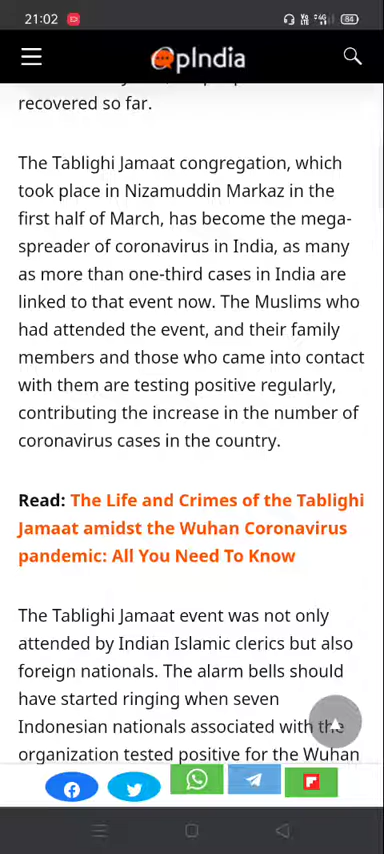 21:02
84
OpIndia
recovered so far.
The Tablighi Jamaat congregation, which
took place in Nizamuddin Markaz in the
first half of March, has become the mega-
spreader of coronavirus in India, as many
as more than one-third cases in India are
linked to that event now. The Muslims who
had attended the event, and their family
members and those who came into contact
with them are testing positive regularly,
contributing the increase in the number of
coronavirus cases in the country.
Read: The Life and Crimes of the Tablighi
Jamaat amidst the Wuhan Coronavirus
pandemic: All You Need To Know
The Tablighi Jamaat event was not only
attended by Indian Islamic clerics but also
foreign nationals. The alarm bells should
have started ringing when seven
Indonesian nationals associated with the
organization tested positive for the Wuhan